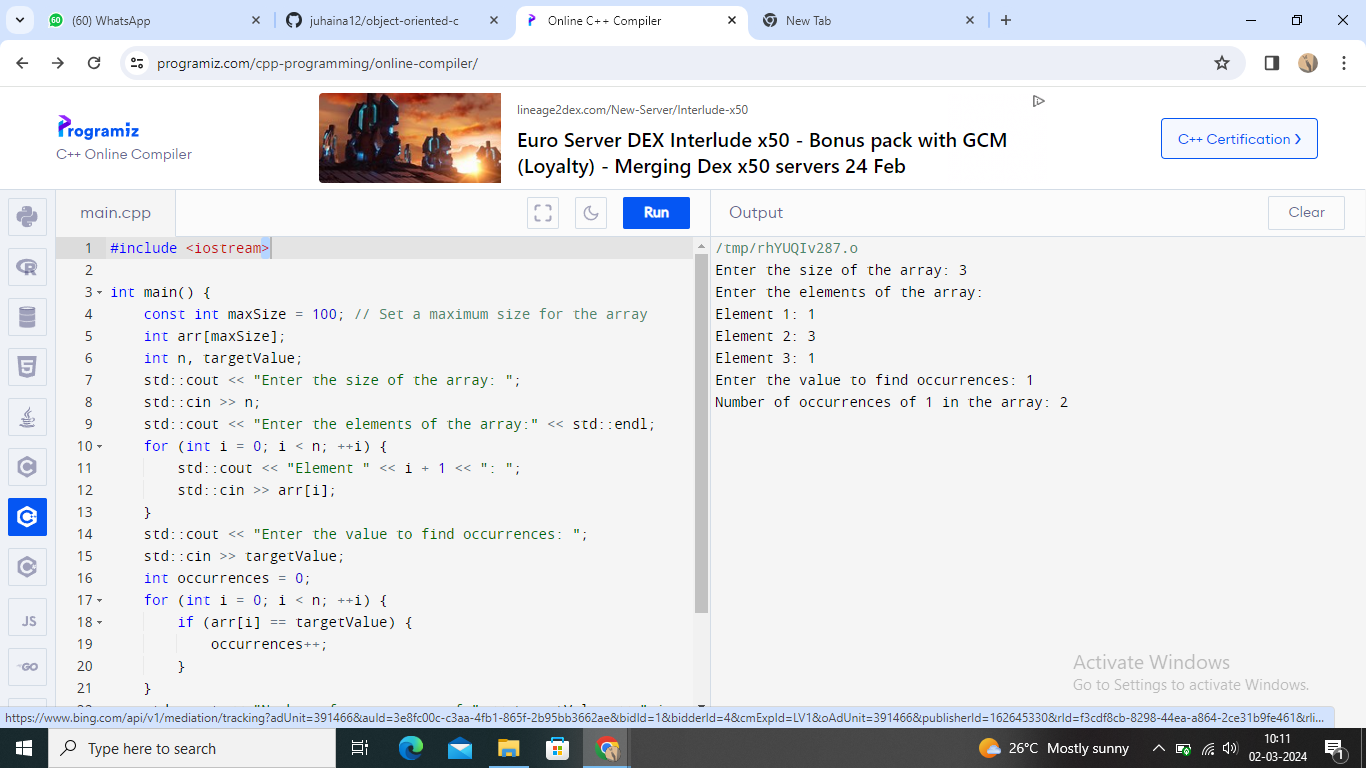 (60) WhatsApp
juhaina12/object-oriented-c
Online C++ Compiler
New Tab
programiz.com/cpp-programming/online-compiler/
Programiz
C++ Online Compiler
lineage2dex.com/New-Server/Interlude-x50
Euro Server DEX Interlude x50 - Bonus pack with GCM
(Loyalty) - Merging Dex x50 servers 24 Feb
C++ Certification >
main.cpp
Run
Output
Clear
1 #include <iostream>
2
3 int main() {
4 const int maxSize = 100; // Set a maximum size for the array
5 int arr[maxSize];
6 int n, targetValue;
7 std::cout << "Enter the size of the array: ";
8 std::cin >> n;
9 std::cout << "Enter the elements of the array:" << std::endl;
10 for (int i = 0; i < n; ++i) {
11 std::cout << "Element " << i + 1 << ": ";
12 std::cin >> arr[i];
13 }
14 std::cout << "Enter the value to find occurrences: ";
15 std::cin >> targetValue;
16 int occurrences = 0;
17 for (int i = 0; i < n; ++i) {
18 if (arr[i] == targetValue) {
19 occurrences++;
20 }
21 }
/tmp/rhYUQIv287.o
Enter the size of the array: 3
Enter the elements of the array:
Element 1: 1
Element 2: 3
Element 3: 1
Enter the value to find occurrences: 1
Number of occurrences of 1 in the array: 2
JS
GO
Activate Windows
Go to Settings to activate Windows.
https://www.bing.com/api/v1/mediation/tracking?adUnit=391466&auId=3e8fc00c-c3aa-4fb1-865f-2b95bb3662ae&bidId=1&bidderId=4&cmExpId=LV1&oAdUnit=391466&publisherId=162645330&rId=f3cdf8cb-8298-44ea-a864-2ce31b9fe461&rli...
Type here to search
26°C Mostly sunny
10:11
02-03-2024
1